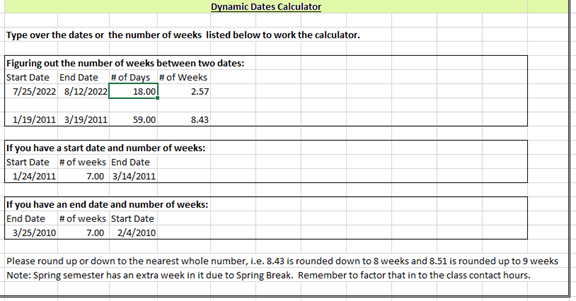 Dynamic Dates Calculator
Type over the dates or the number of weeks listed below to work the calculator.
Figuring out the number of weeks between two dates:
Start Date End Date # of Days # of Weeks
7/25/2022 8/12/2022 18.00 2.57
1/19/2011 3/19/2011 59.00 8.43
If you have a start date and number of weeks:
Start Date # of weeks End Date
1/24/2011 7.00 3/14/2011
If you have an end date and number of weeks:
End Date # of weeks Start Date
3/25/2010 7.00 2/4/2010
Please round up or down to the nearest whole number, i.e. 8.43 is rounded down to 8 weeks and 8.51 is rounded up to 9 weeks
Note: Spring semester has an extra week in it due to Spring Break. Remember to factor that in to the class contact hours.